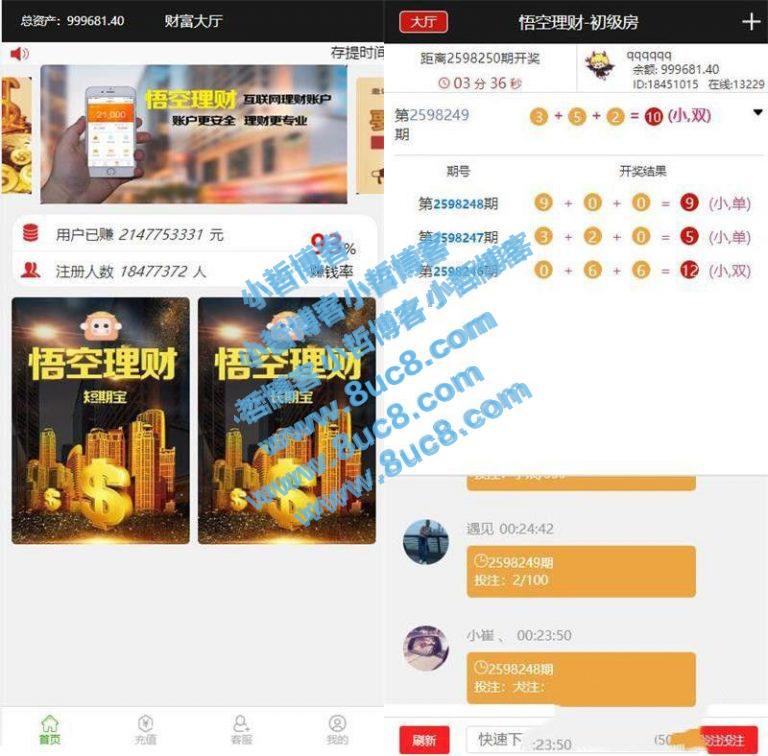 总资产：999681.40
财富大厅
存提时间
悟空理财 互联网理财账户
账户更安全 理财更专业
21,000
用户已赚 2147753331 元
注册人数 18477372 人
93%
赚钱率
悟空理财
短期宝
悟空理财
长期宝
首页
充值
客服
我的
大厅
悟空理财-初级房
距离2598250期开奖
03 分 36 秒
qqqqqq
余额: 999681.40
ID:18451015 在线:13229
第2598249期
3 + 5 + 2 = 10 (小,双)
期号
开奖结果
第2598248期
9 + 0 + 0 = 9 (小,单)
第2598247期
3 + 2 + 0 = 5 (小,单)
第2598246期
0 + 6 + 6 = 12 (小,双)
遇见 00:24:42
2598249期
投注：2/100
小崔 、 00:23:50
2598248期
投注：
刷新
快速下
:23:50
小哲博客小哲博客小哲博客
www.8uc8.com
www.8uc8.com
www.8uc8.com